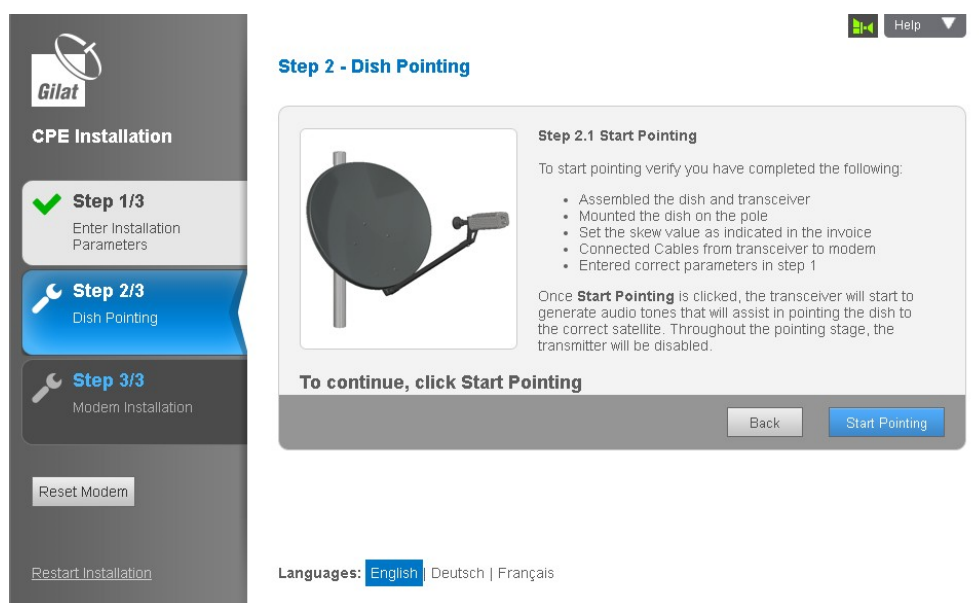 Help
Gilat
CPE Installation
Step 1/3
Enter Installation
Parameters
Step 2/3
Dish Pointing
Step 3/3
Modem Installation
Reset Modem
Restart Installation
Step 2 - Dish Pointing
Step 2.1 Start Pointing
To start pointing verify you have completed the following:
• Assembled the dish and transceiver
• Mounted the dish on the pole
• Set the skew value as indicated in the invoice
• Connected Cables from transceiver to modem
• Entered correct parameters in step 1
Once Start Pointing is clicked, the transceiver will start to
generate audio tones that will assist in pointing the dish to
the correct satellite. Throughout the pointing stage, the
transmitter will be disabled.
To continue, click Start Pointing
Back
Start Pointing
Languages: English | Deutsch | Français